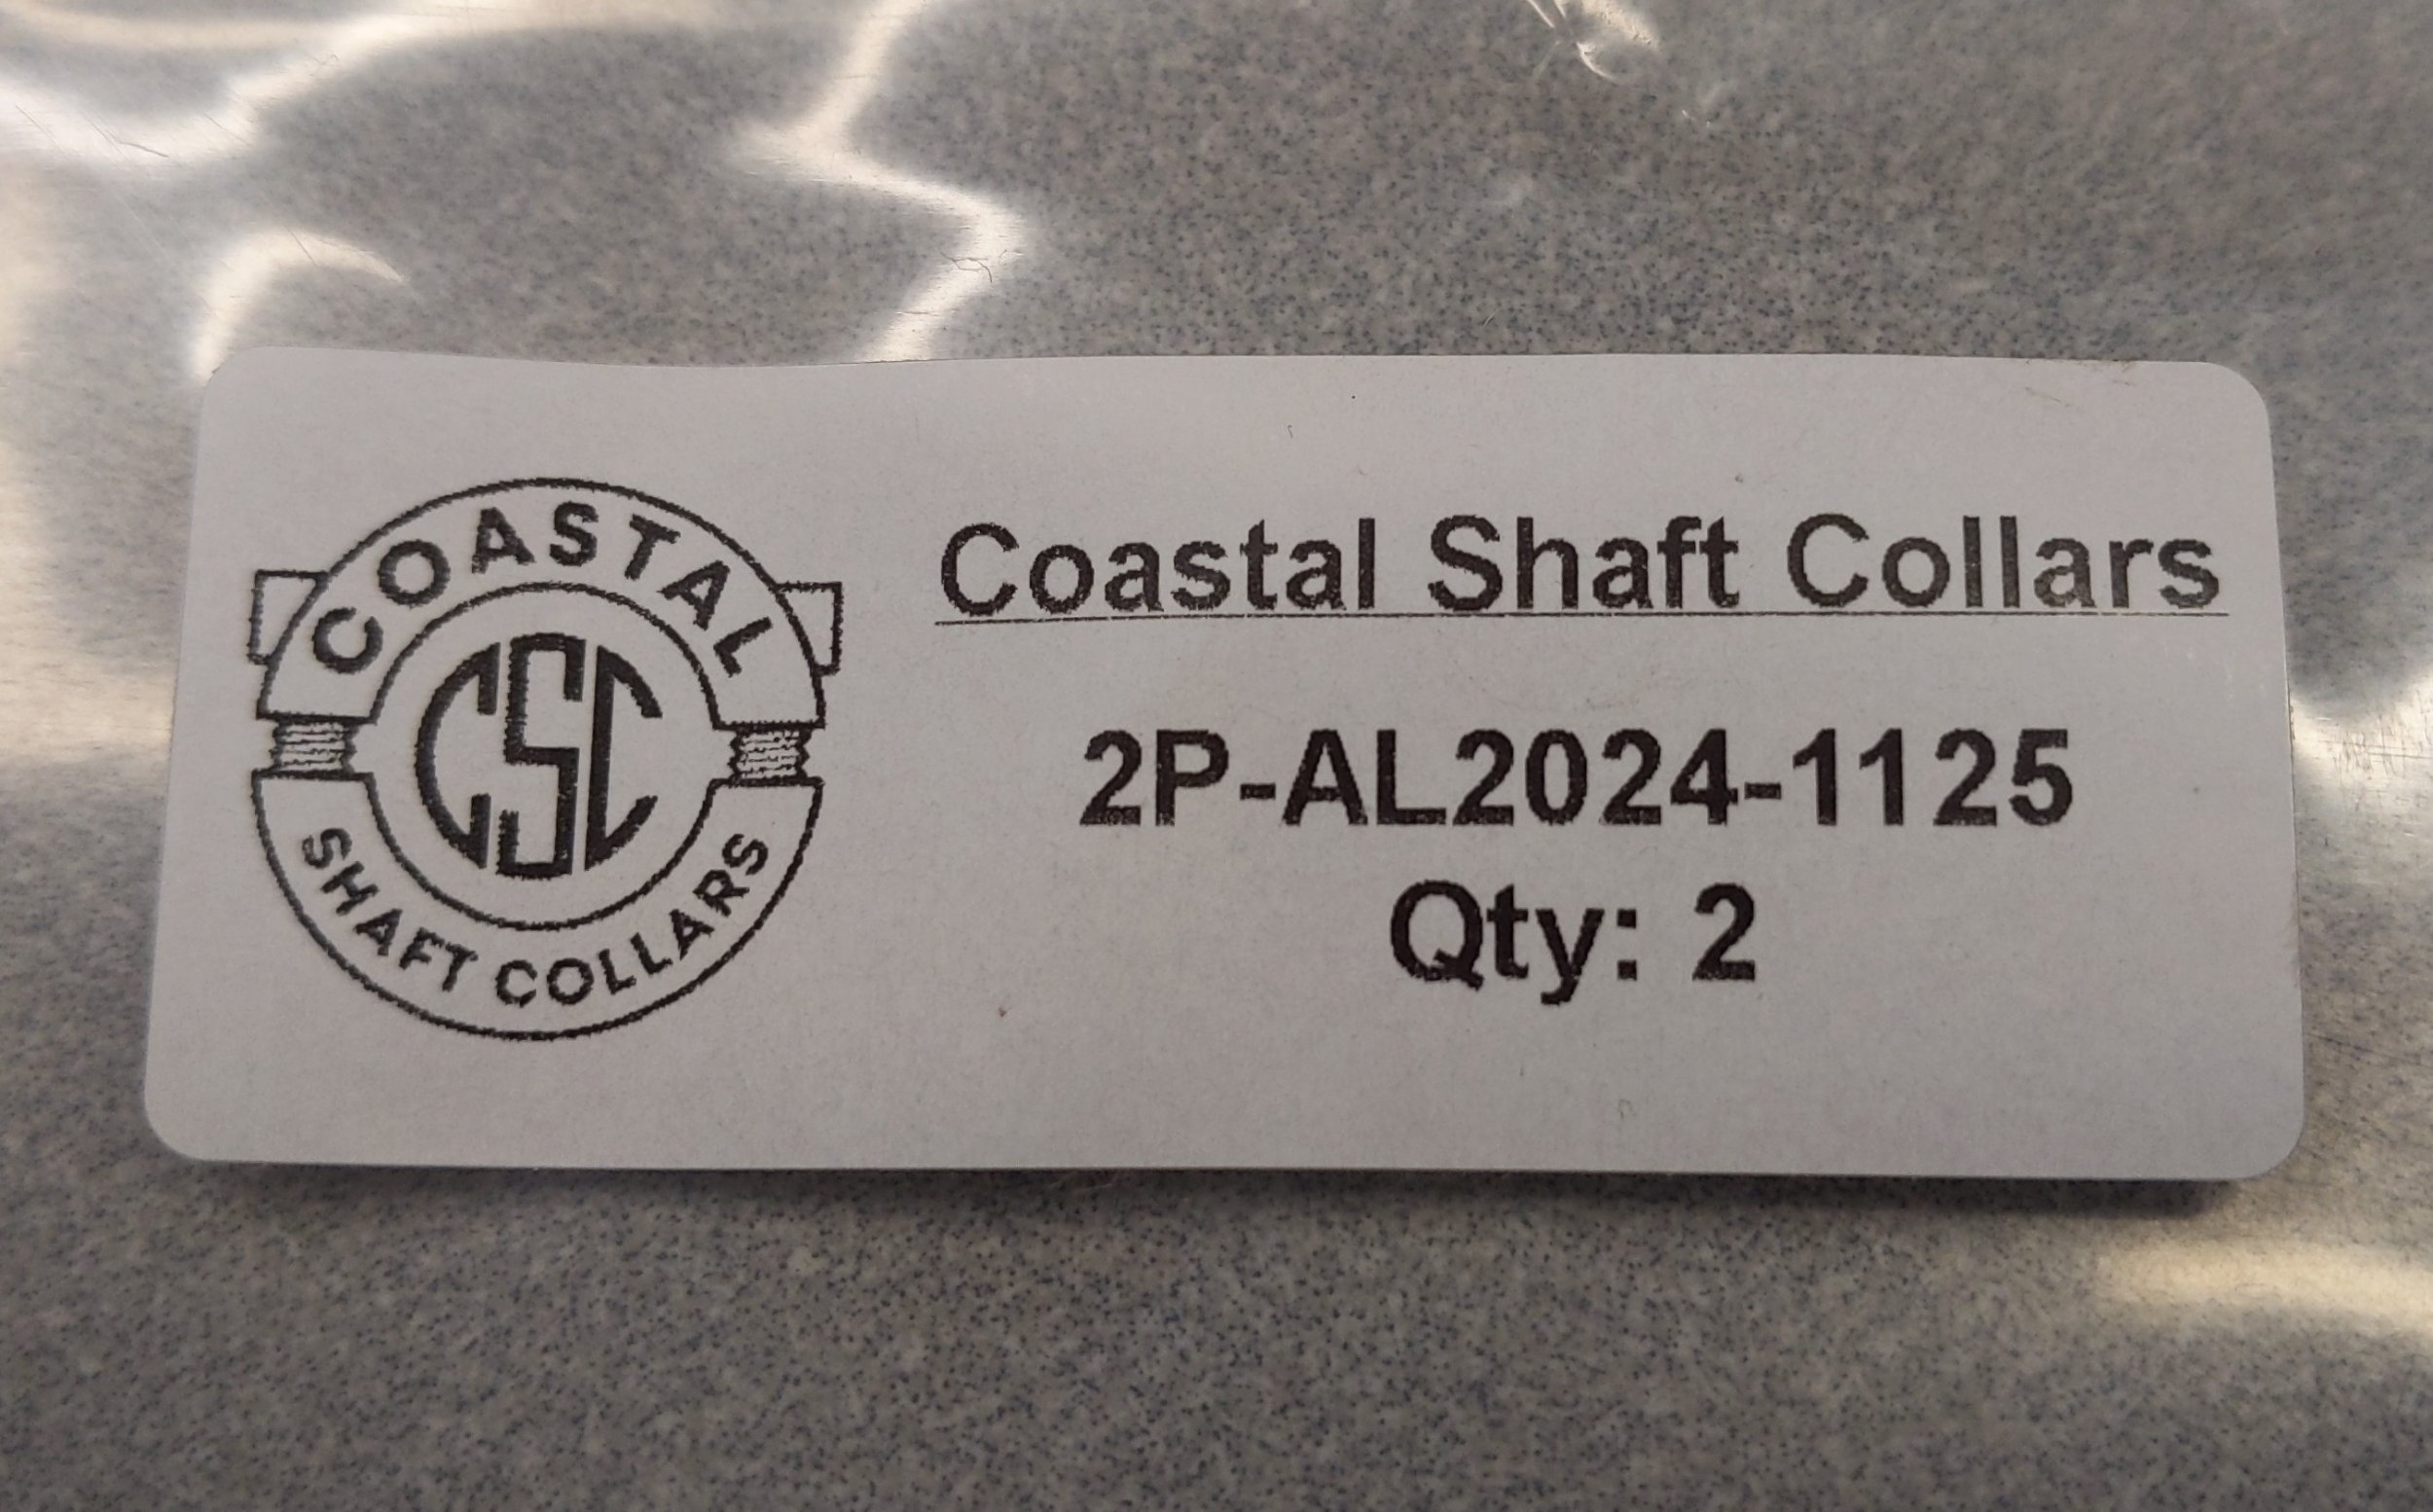 COASTAL
CSC
SHAFT COLLARS
Coastal Shaft Collars
2P-AL2024-1125
Qty: 2